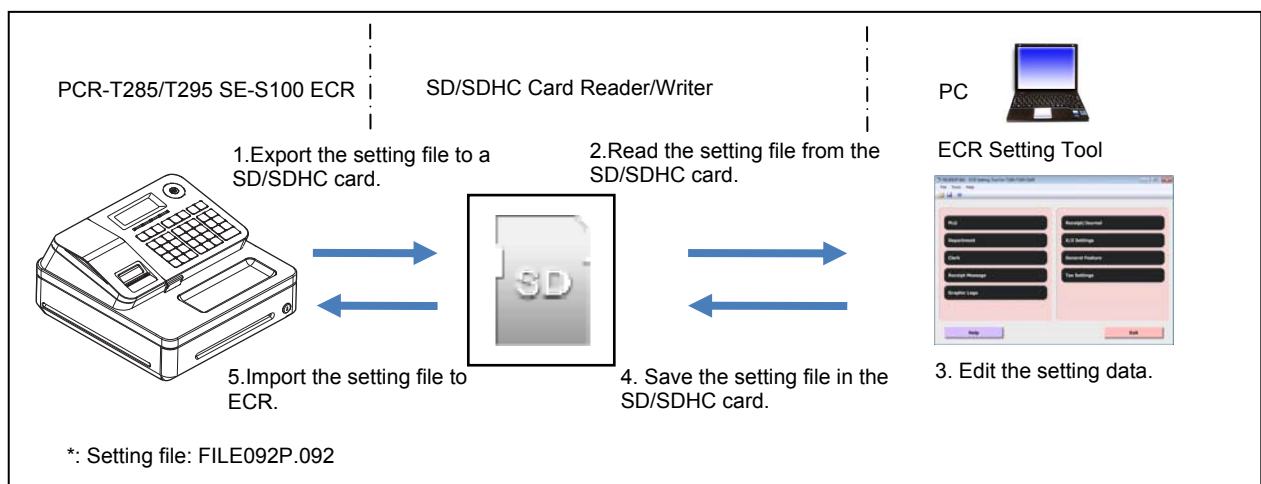 PCR-T285/T295 SE-S100 ECR
SD/SDHC Card Reader/Writer
PC
1.Export the setting file to a
SD/SDHC card.
2.Read the setting file from the
SD/SDHC card.
ECR Setting Tool
File Tools Help
PLU
Department
Clerk
Receipt Message
Graphic Logo
Receipt/Journal
X/Z Settings
General Feature
Tax Settings
Help
Exit
SD
5.Import the setting file to
ECR.
4. Save the setting file in the
SD/SDHC card.
3. Edit the setting data.
*: Setting file: FILE092P.092